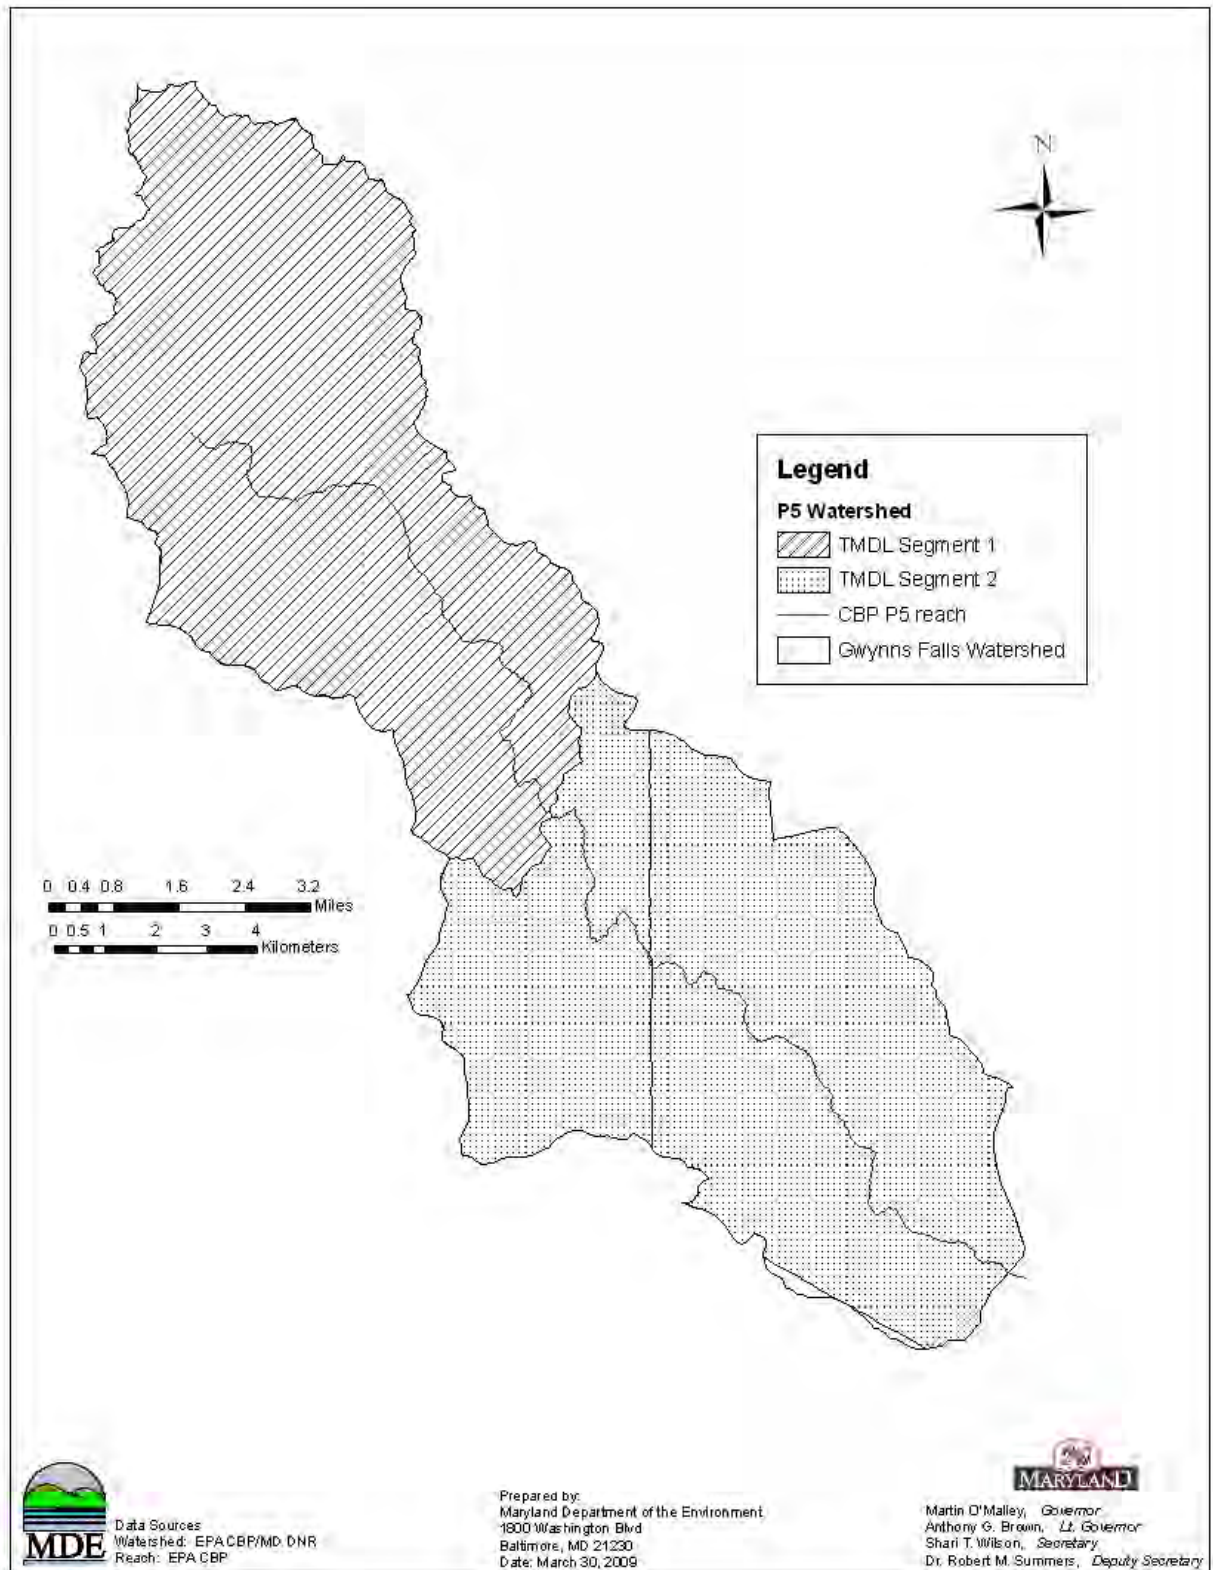 N
Legend
P5 Watershed
TMDL Segment 1
TMDL Segment 2
CBP P5 reach
Gwynns Falls Watershed
0 0.4 0.8 1.6 2.4 3.2
Miles
0 0.5 1 2 3 4
Kilometers
MDE
Data Sources
Watershed: EPA CBP/MD DNR
Reach: EPA CBP
Prepared by:
Maryland Department of the Environment
1800 Washington Blvd
Baltimore, MD 21230
Date: March 30, 2009
MARYLAND
Martin O'Malley, Governor
Anthony G. Brown, Lt. Governor
Shari T. Wilson, Secretary
Dr. Robert M. Summers, Deputy Secretary